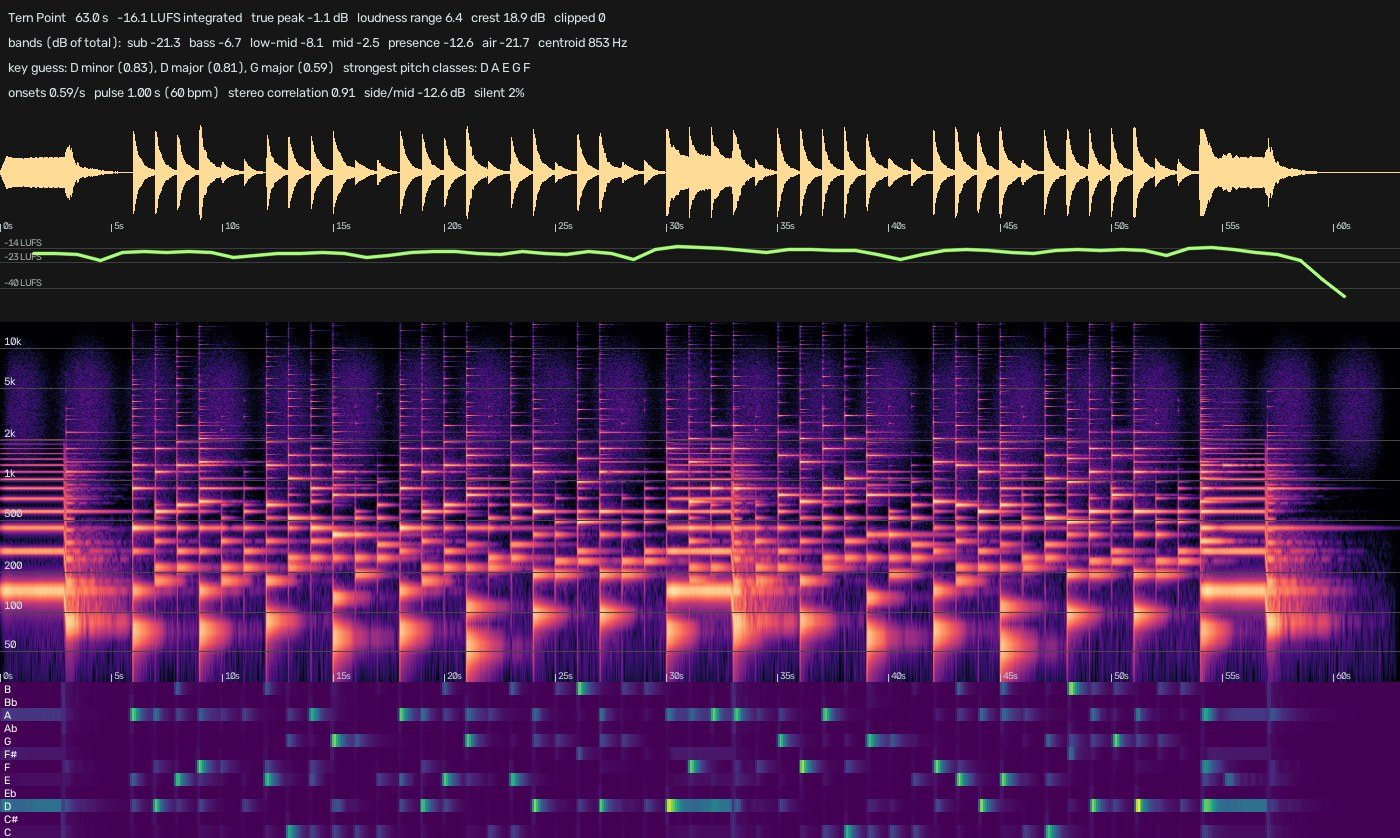 Tern Point 63.0 s -16.1 LUFS integrated true peak -1.1 dB loudness range 6.4 crest 18.9 dB clipped 0
bands (dB of total): sub -21.3 bass -6.7 low-mid -8.1 mid -2.5 presence -12.6 air -21.7 centroid 853 Hz
key guess: D minor (0.83), D major (0.81), G major (0.59) strongest pitch classes: D A E G F
onsets 0.59/s pulse 1.00 s (60 bpm) stereo correlation 0.91 side/mid -12.6 dB silent 2%
0s 5s 10s 15s 20s 25s 30s 35s 40s 45s 50s 55s 60s
-14 LUFS
-23 LUFS
-40 LUFS
10k
5k
2k
1k
500
200
100
50
0s 5s 10s 15s 20s 25s 30s 35s 40s 45s 50s 55s 60s
B
Bb
A
Ab
G
F#
F
E
Eb
D
C#
C